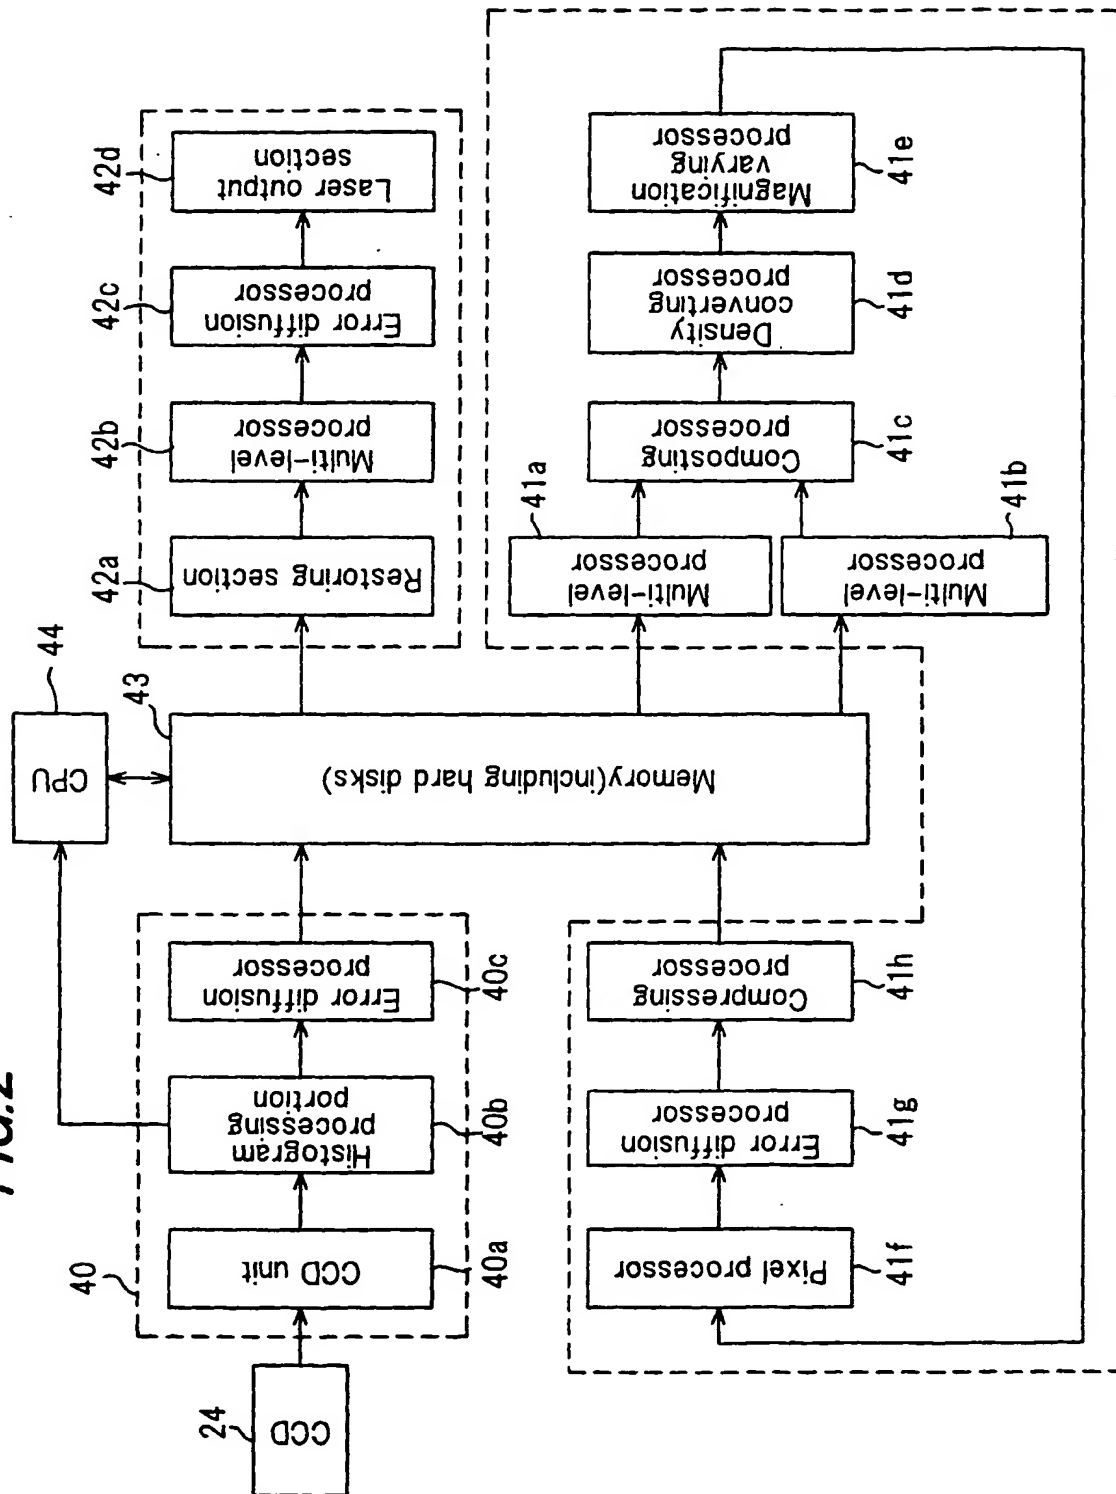 FIG.2
44
CPU
43
Memory(including hard disks)
24
CCD
40
CCD unit
40a
Histogram
processing
portion
40b
Error diffusion
processor
40c
42a
Restoring section
42b
Multi-level
processor
42c
Error diffusion
processor
42d
Laser output
section
41a
Multi-level
processor
41b
Multi-level
processor
Composting
processor
41c
Density
converting
processor
41d
Magnification
varying
processor
41e
Pixel processor
41f
Error diffusion
processor
41g
Compressing
processor
41h